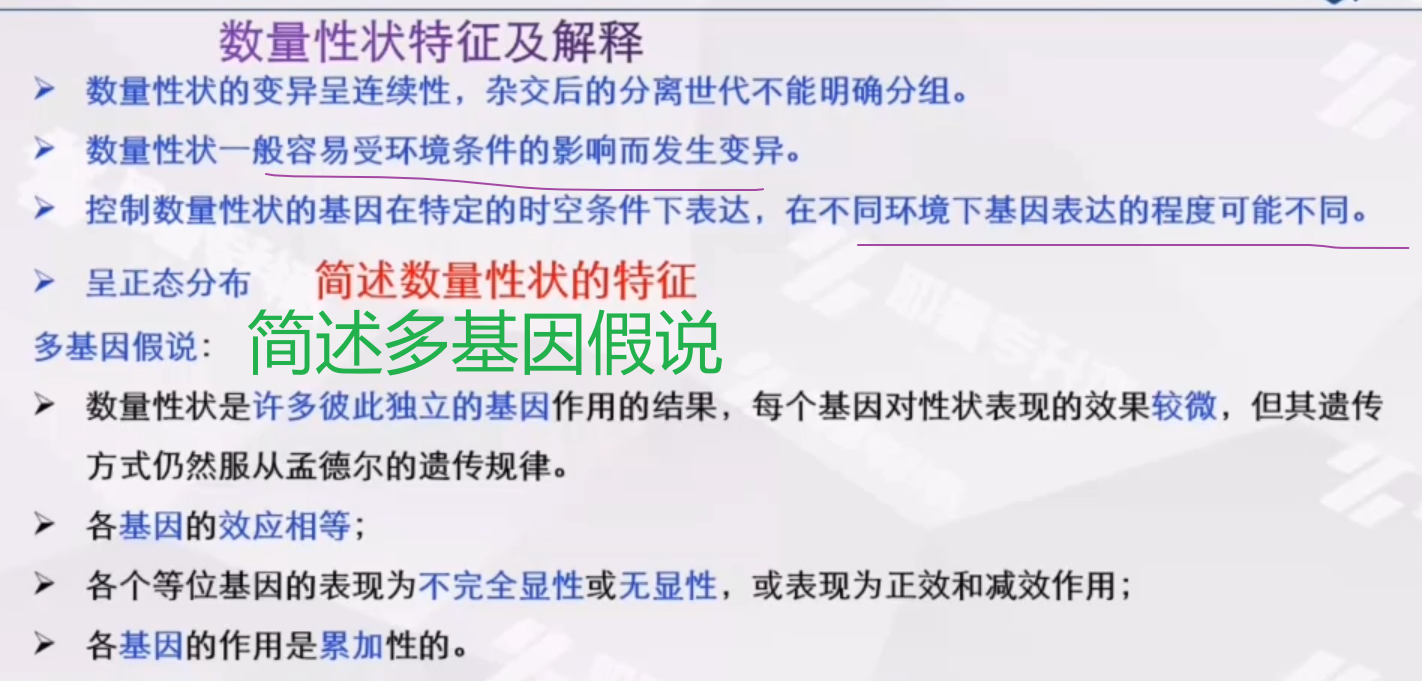 数量性状特征及解释
➢ 数量性状的变异呈连续性，杂交后的分离世代不能明确分组。
➢ 数量性状一般容易受环境条件的影响而发生变异。
➢ 控制数量性状的基因在特定的时空条件下表达，在不同环境下基因表达的程度可能不同。
➢ 呈正态分布 简述数量性状的特征
多基因假说： 简述多基因假说
➢ 数量性状是许多彼此独立的基因作用的结果，每个基因对性状表现的效果较微，但其遗传
方式仍然服从孟德尔的遗传规律。
➢ 各基因的效应相等；
➢ 各个等位基因的表现为不完全显性或无显性，或表现为正效和减效作用；
➢ 各基因的作用是累加性的。